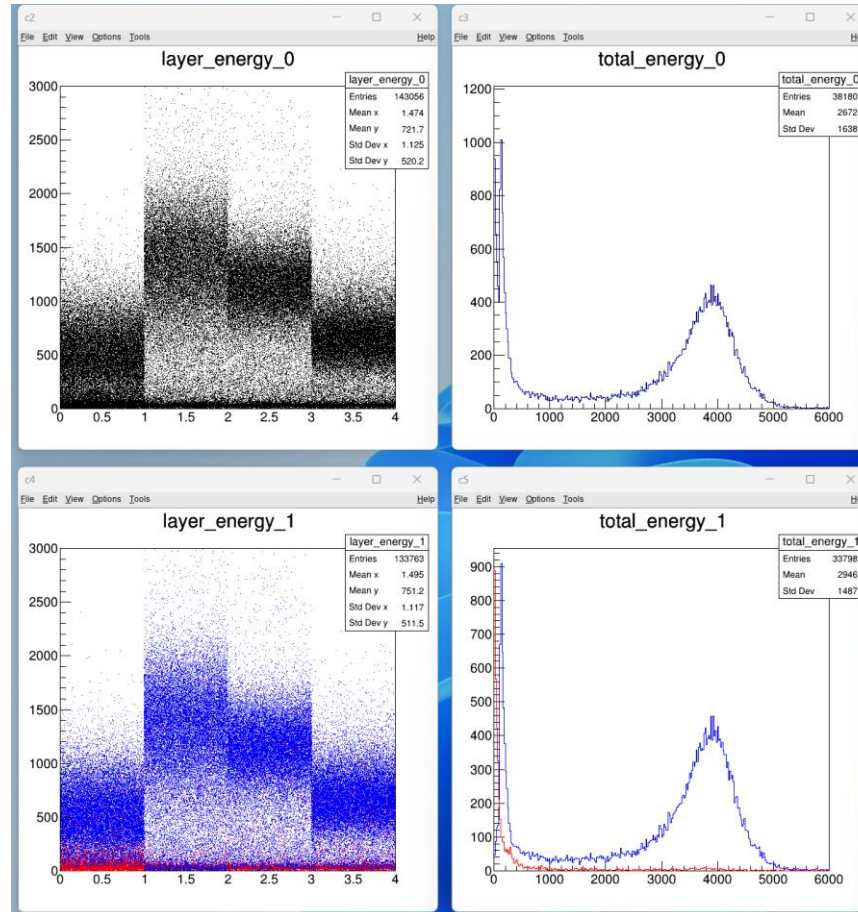 c2
File Edit View Options Tools Help
layer_energy_0
layer_energy_0
Entries 143056
Mean x 1.474
Mean y 721.7
Std Dev x 1.125
Std Dev y 520.2
3000
2500
2000
1500
1000
500
0
0 0.5 1 1.5 2 2.5 3 3.5 4
c3
File Edit View Options Tools He
total_energy_0
total_energy_0
Entries 38180
Mean 2672
Std Dev 1638
1200
1000
800
600
400
200
0
0 1000 2000 3000 4000 5000 6000
c4
File Edit View Options Tools Help
layer_energy_1
layer_energy_1
Entries 133763
Mean x 1.495
Mean y 751.2
Std Dev x 1.117
Std Dev y 511.5
3000
2500
2000
1500
1000
500
0
0 0.5 1 1.5 2 2.5 3 3.5 4
c5
File Edit View Options Tools He
total_energy_1
total_energy_1
Entries 33798
Mean 2946
Std Dev 1487
900
800
700
600
500
400
300
200
100
0
0 1000 2000 3000 4000 5000 6000